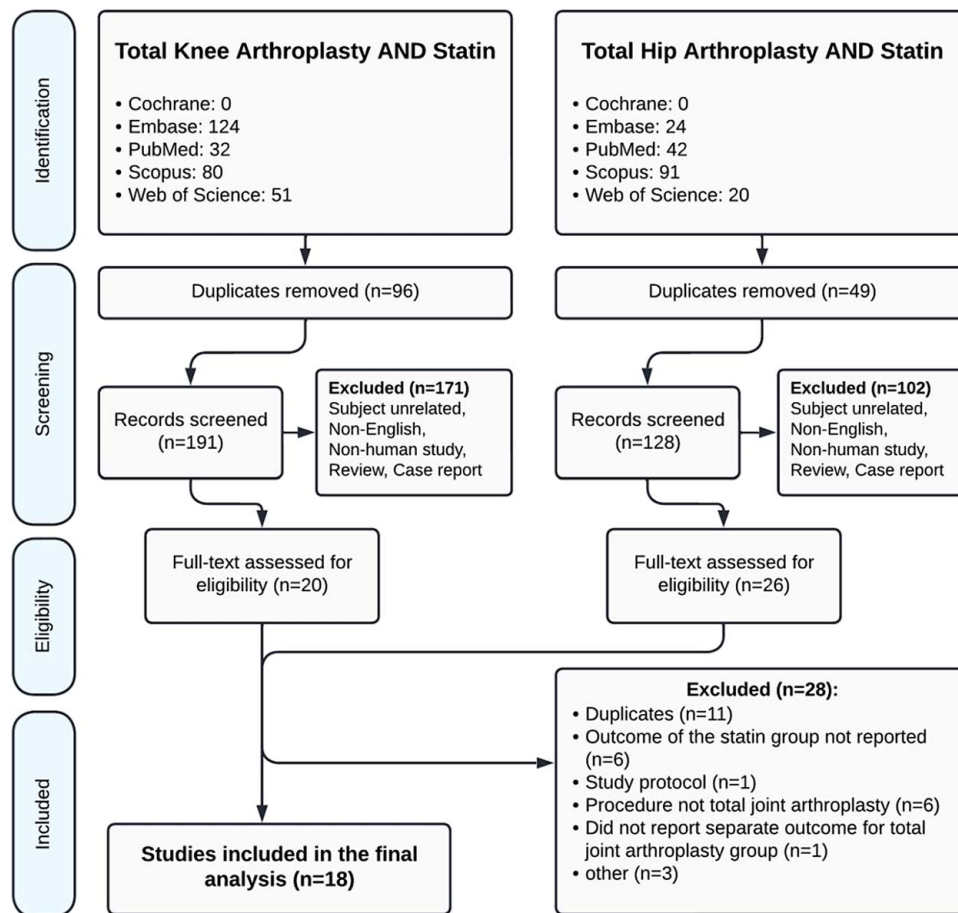 Identification
Total Knee Arthroplasty AND Statin
• Cochrane: 0
• Embase: 124
• PubMed: 32
• Scopus: 80
• Web of Science: 51
Total Hip Arthroplasty AND Statin
• Cochrane: 0
• Embase: 24
• PubMed: 42
• Scopus: 91
• Web of Science: 20
Screening
Duplicates removed (n=96)
Duplicates removed (n=49)
Records screened
(n=191)
Excluded (n=171)
Subject unrelated,
Non-English,
Non-human study,
Review, Case report
Records screened
(n=128)
Excluded (n=102)
Subject unrelated,
Non-English,
Non-human study,
Review, Case report
Eligibility
Full-text assessed for
eligibility (n=20)
Full-text assessed for
eligibility (n=26)
Included
Excluded (n=28):
• Duplicates (n=11)
• Outcome of the statin group not reported
(n=6)
• Study protocol (n=1)
• Procedure not total joint arthroplasty (n=6)
• Did not report separate outcome for total
joint arthroplasty group (n=1)
• other (n=3)
Studies included in the final
analysis (n=18)